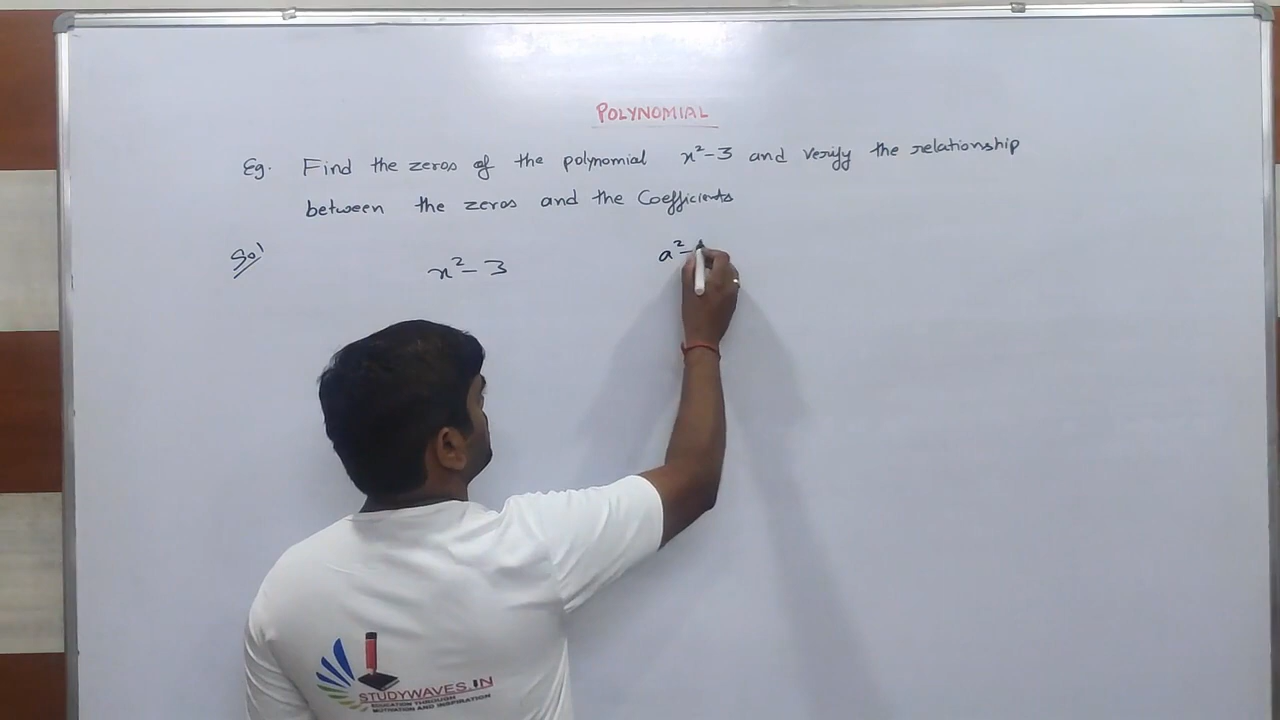 POLYNOMIAL
Eg. Find the zeros of the polynomial x²-3 and verify the relationship
between the zeros and the Coefficients
Sol
x²-3
a²-
STUDYWAVES.IN
EDUCATION THROUGH
MOTIVATION AND INSPIRATION